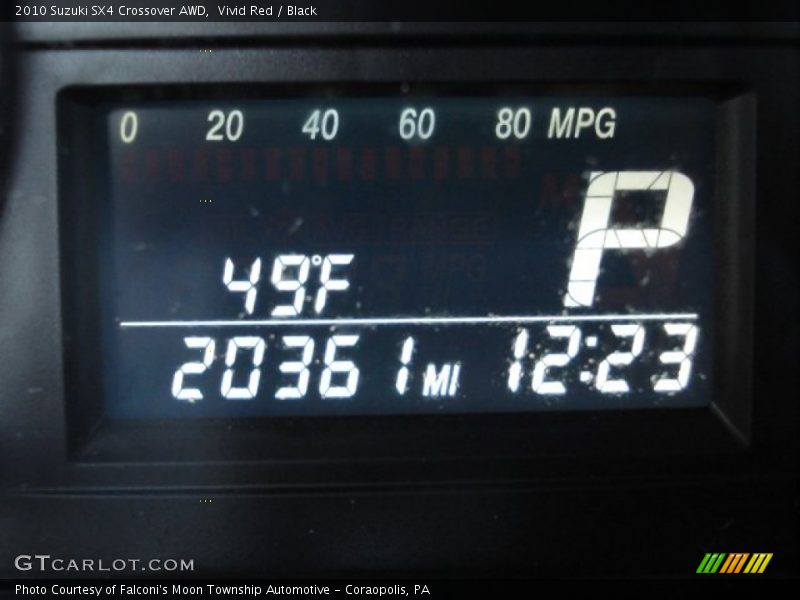 2010 Suzuki SX4 Crossover AWD,  Vivid Red / Black
0 20 40 60 80 MPG
P
49°F
20361 MI 12:23
GTCARLOT.COM
Photo Courtesy of Falconi's Moon Township Automotive - Coraopolis, PA